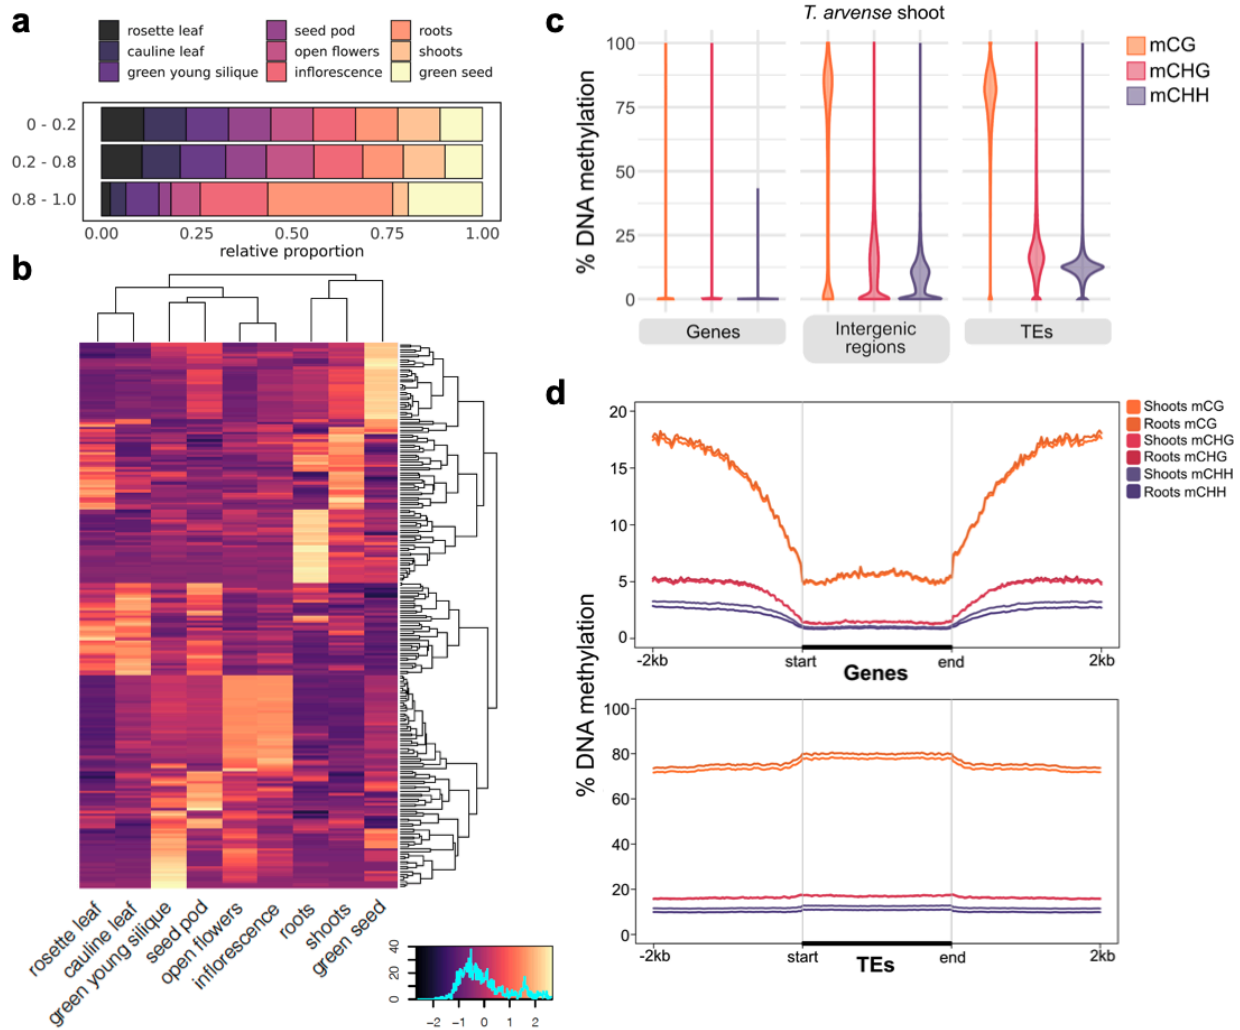 a
rosette leaf
cauline leaf
green young silique
seed pod
open flowers
inflorescence
roots
shoots
green seed
0 - 0.2
0.2 - 0.8
0.8 - 1.0
0.00 0.25 0.50 0.75 1.00
relative proportion
b
rosette leaf
cauline leaf
green young silique
seed pod
open flowers
inflorescence
roots
shoots
green seed
40
20
0
−2 −1 0 1 2
c
T. arvense shoot
% DNA methylation
100
75
50
25
0
Genes
Intergenic
regions
TEs
mCG
mCHG
mCHH
d
% DNA methylation
20
15
10
5
0
-2kb start end 2kb
Genes
Shoots mCG
Roots mCG
Shoots mCHG
Roots mCHG
Shoots mCHH
Roots mCHH
100
80
60
40
20
0
-2kb start end 2kb
TEs